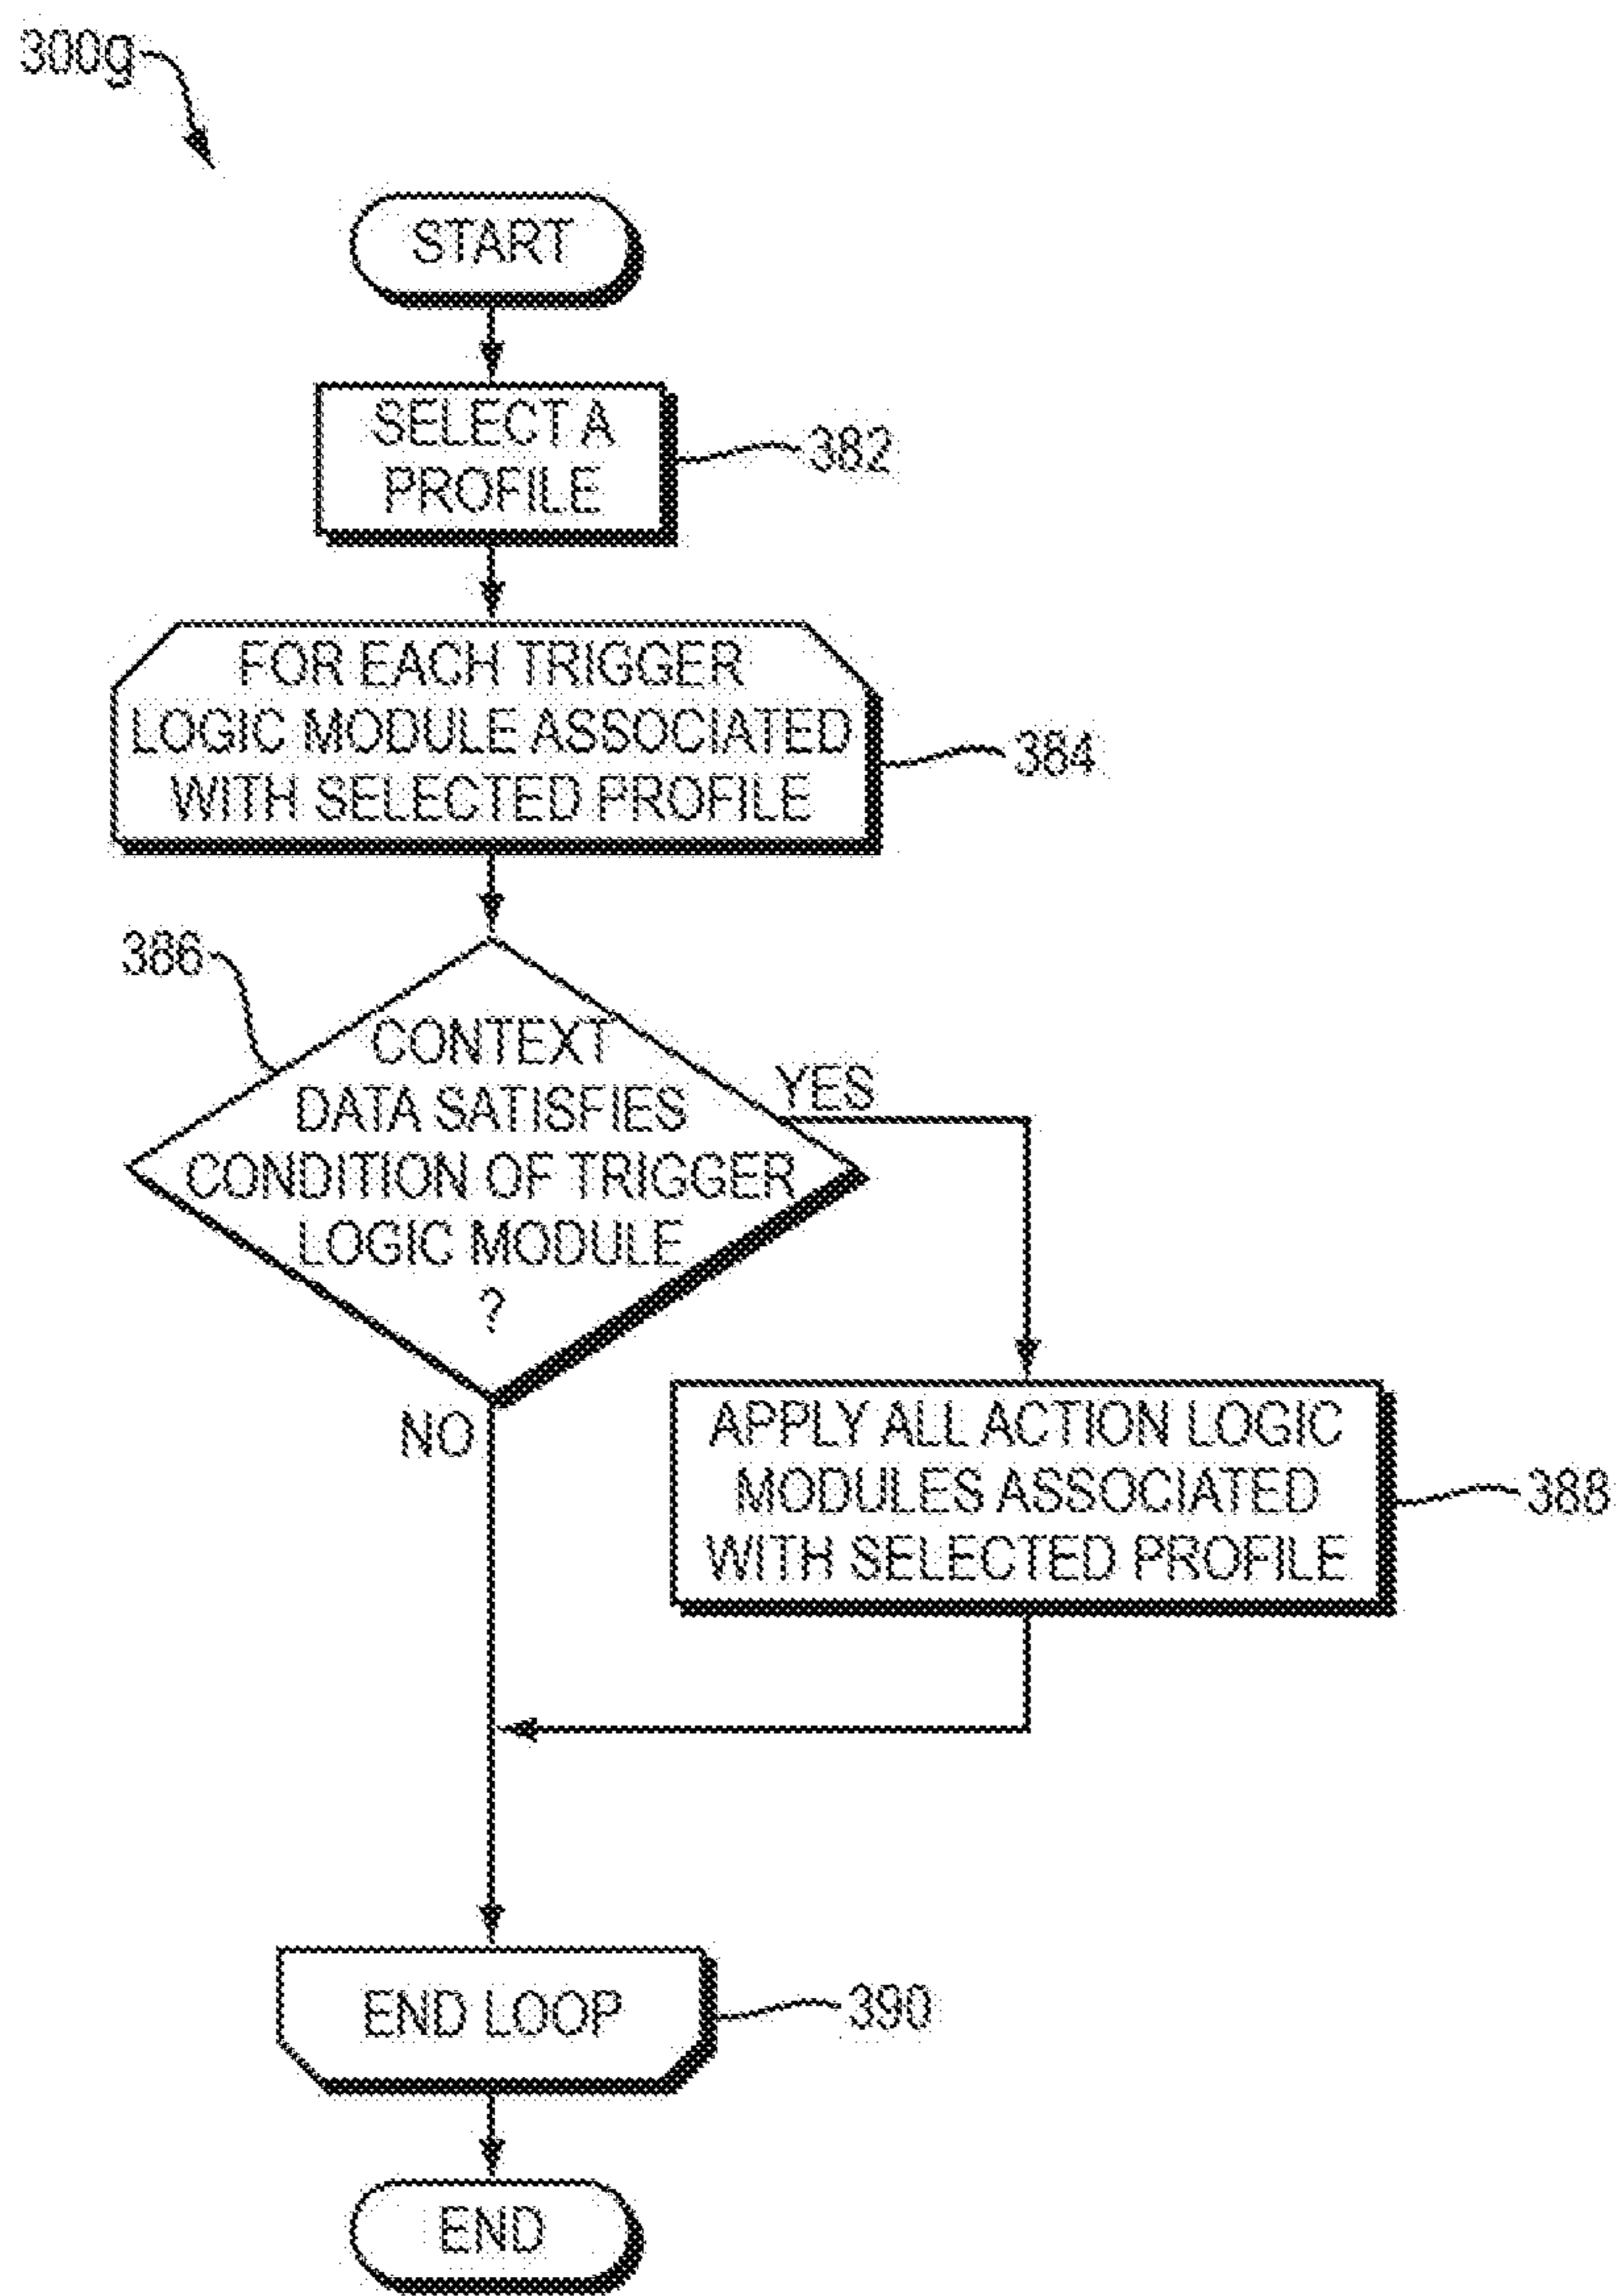 300g
START
SELECT A
PROFILE
382
FOR EACH TRIGGER
LOGIC MODULE ASSOCIATED
WITH SELECTED PROFILE
384
386
CONTEXT
DATA SATISFIES
CONDITION OF TRIGGER
LOGIC MODULE
?
YES
NO
APPLY ALL ACTION LOGIC
MODULES ASSOCIATED
WITH SELECTED PROFILE
388
END LOOP
390
END